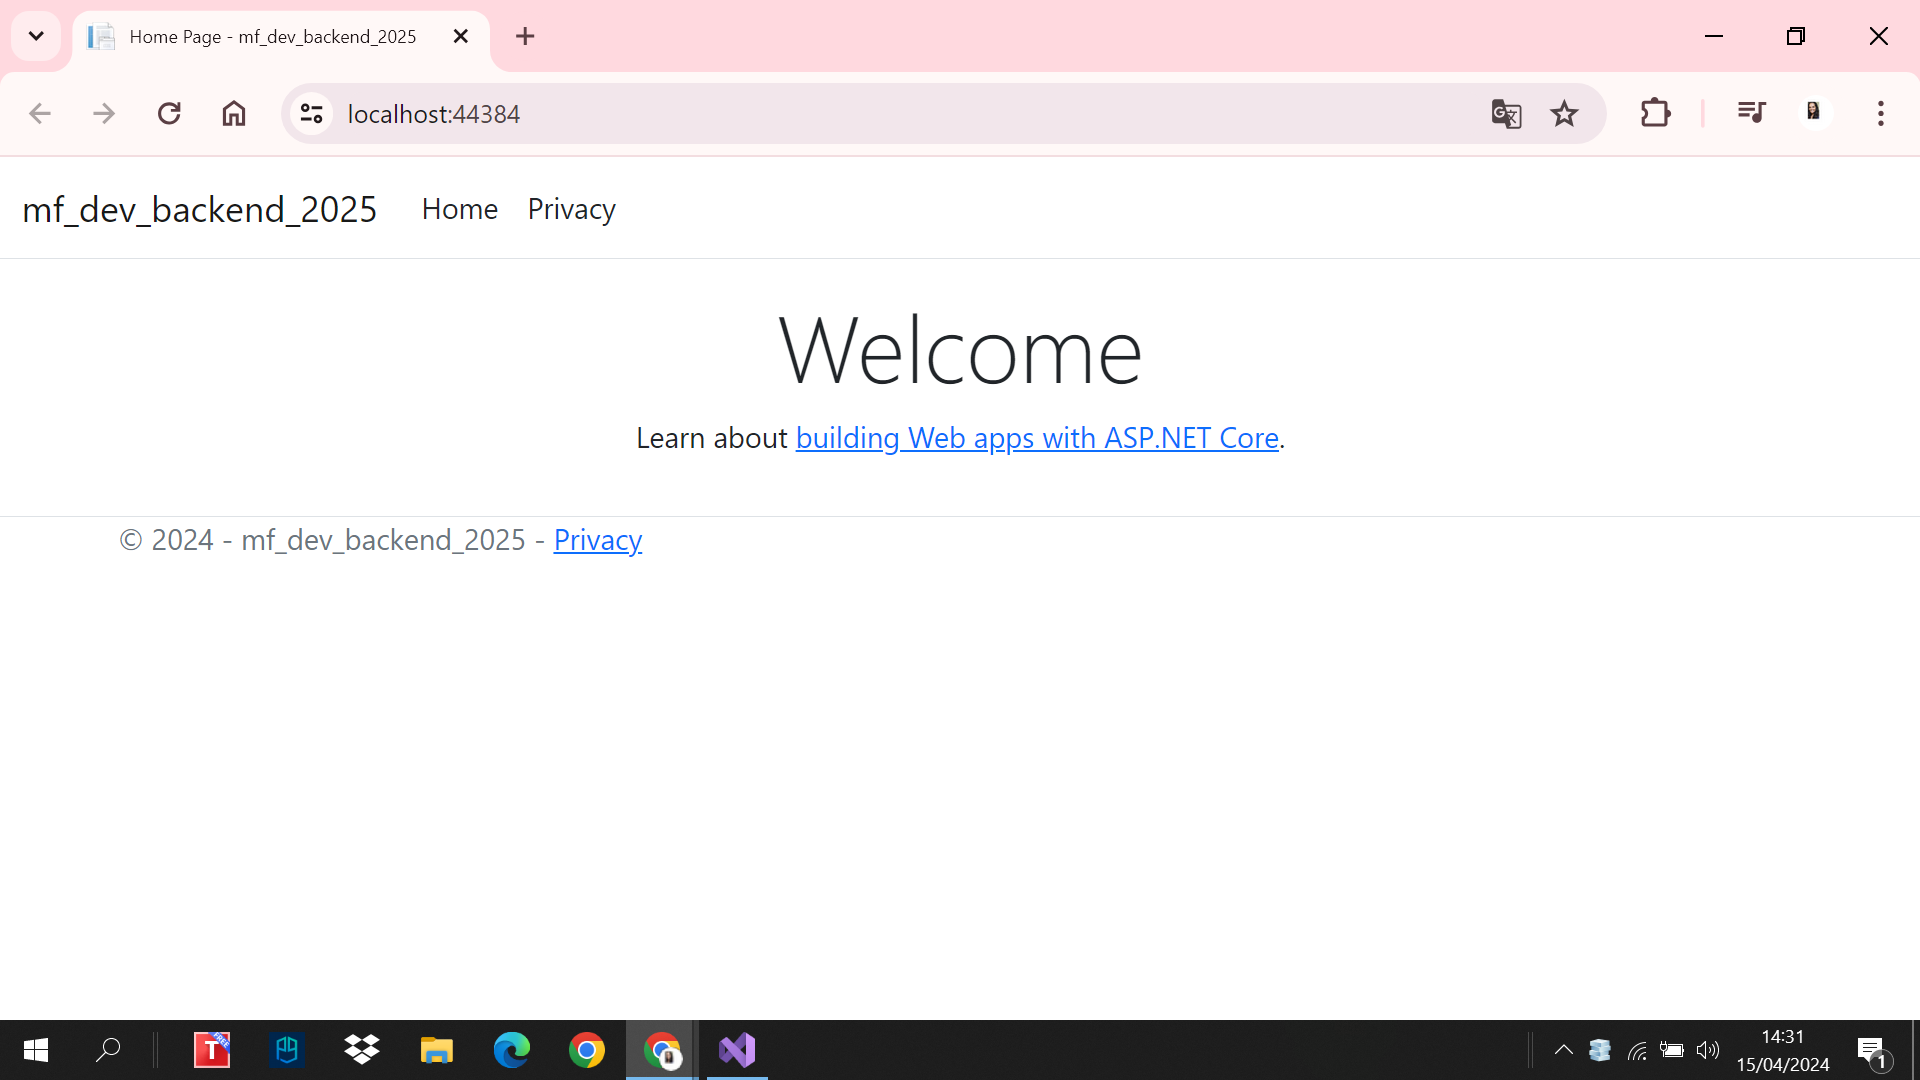 Home Page - mf_dev_backend_2025
localhost:44384
mf_dev_backend_2025 Home Privacy
Welcome
Learn about building Web apps with ASP.NET Core.
© 2024 - mf_dev_backend_2025 - Privacy
T FREE
14:31
15/04/2024
1